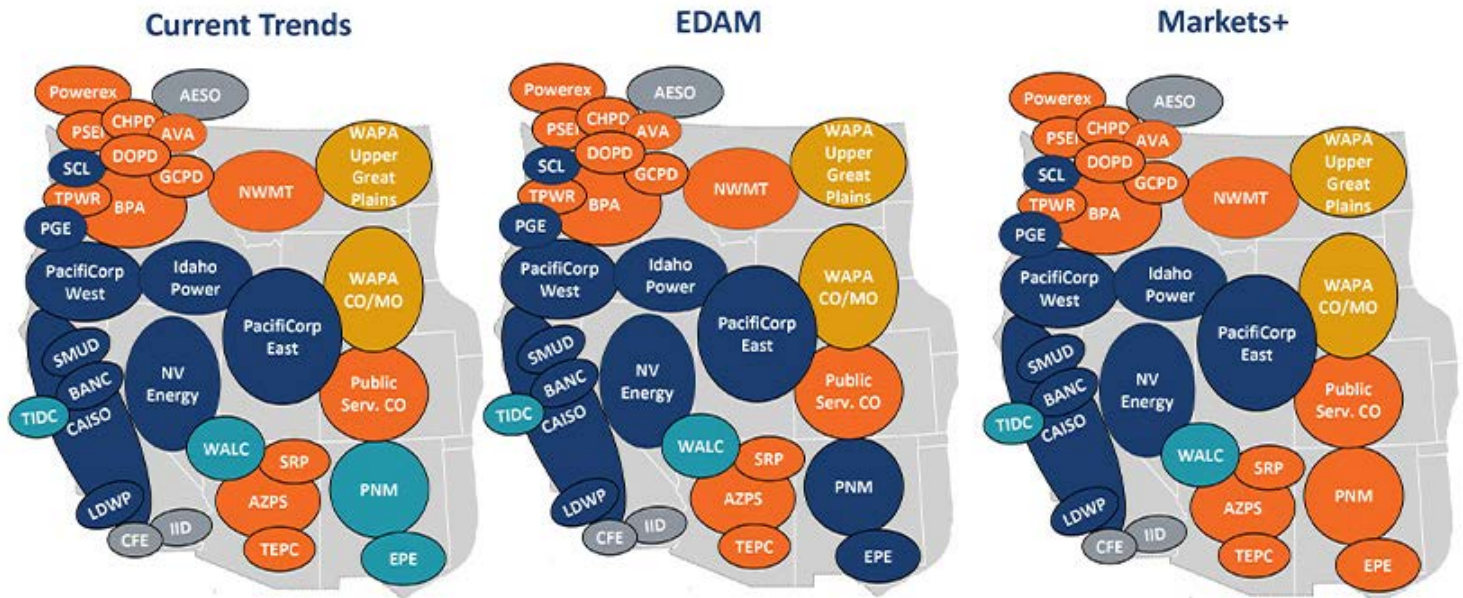 Current Trends
Powerex
AESO
CHPD
PSEI
AVA
WAPA
Upper
Great
Plains
DOPD
SCL
GCPD
NWMT
TPWR
BPA
PGE
PacifiCorp
West
Idaho
Power
WAPA
CO/MO
PacifiCorp
East
SMUD
NV
Energy
BANC
Public
Serv. CO
TIDC
CAISO
WALC
SRP
PNM
LDWP
AZPS
CFE
IID
TEPC
EPE
EDAM
Powerex
AESO
CHPD
PSEI
AVA
WAPA
Upper
Great
Plains
DOPD
SCL
GCPD
NWMT
TPWR
BPA
PGE
PacifiCorp
West
Idaho
Power
WAPA
CO/MO
PacifiCorp
East
SMUD
NV
Energy
BANC
Public
Serv. CO
TIDC
CAISO
WALC
SRP
PNM
LDWP
AZPS
CFE
IID
TEPC
EPE
Markets+
Powerex
AESO
CHPD
PSEI
AVA
WAPA
Upper
Great
Plains
DOPD
SCL
GCPD
NWMT
TPWR
BPA
PGE
PacifiCorp
West
Idaho
Power
WAPA
CO/MO
PacifiCorp
East
SMUD
NV
Energy
BANC
Public
Serv. CO
TIDC
CAISO
WALC
SRP
PNM
LDWP
AZPS
CFE
IID
TEPC
EPE